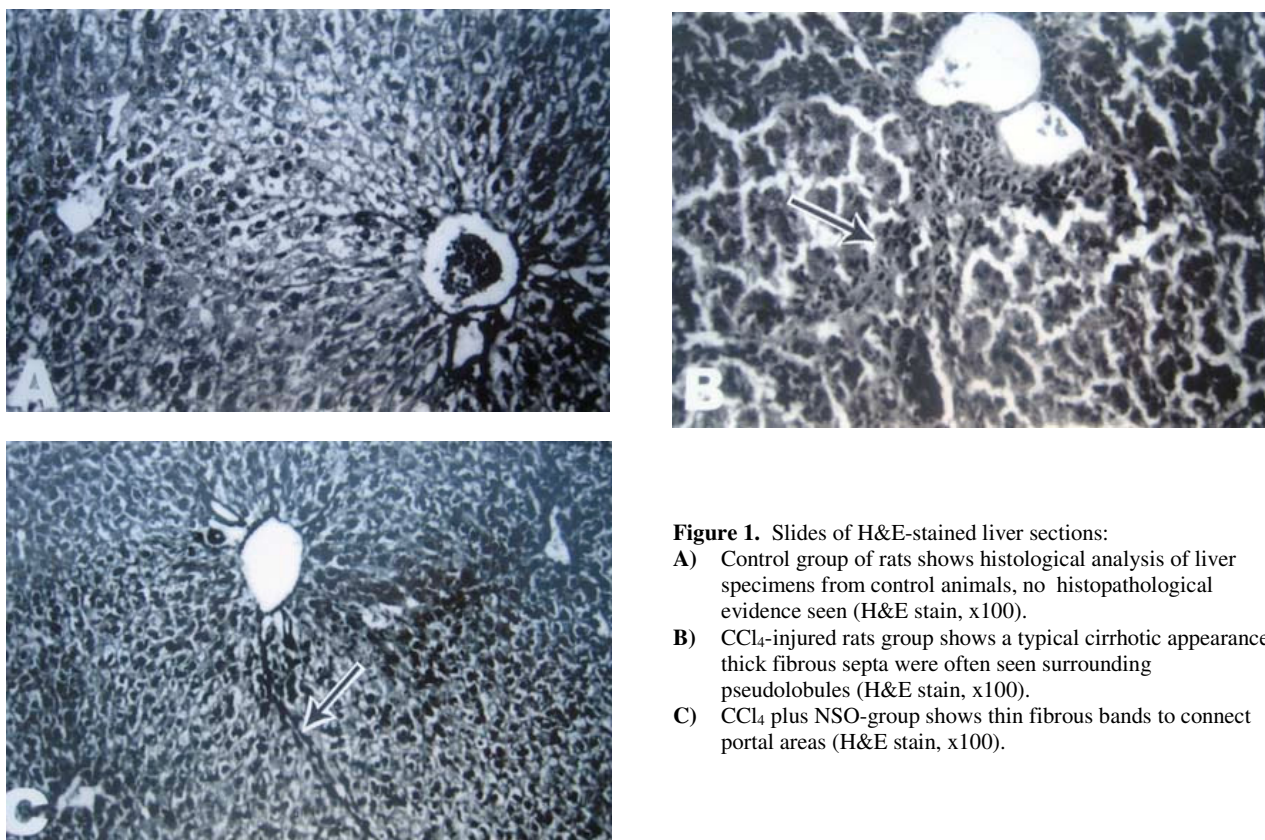 A
B
C
Figure 1. Slides of H&E-stained liver sections:
A) Control group of rats shows histological analysis of liver
specimens from control animals, no histopathological
evidence seen (H&E stain, x100).
B) CCl₄-injured rats group shows a typical cirrhotic appearance
thick fibrous septa were often seen surrounding
pseudolobules (H&E stain, x100).
C) CCl₄ plus NSO-group shows thin fibrous bands to connect
portal areas (H&E stain, x100).